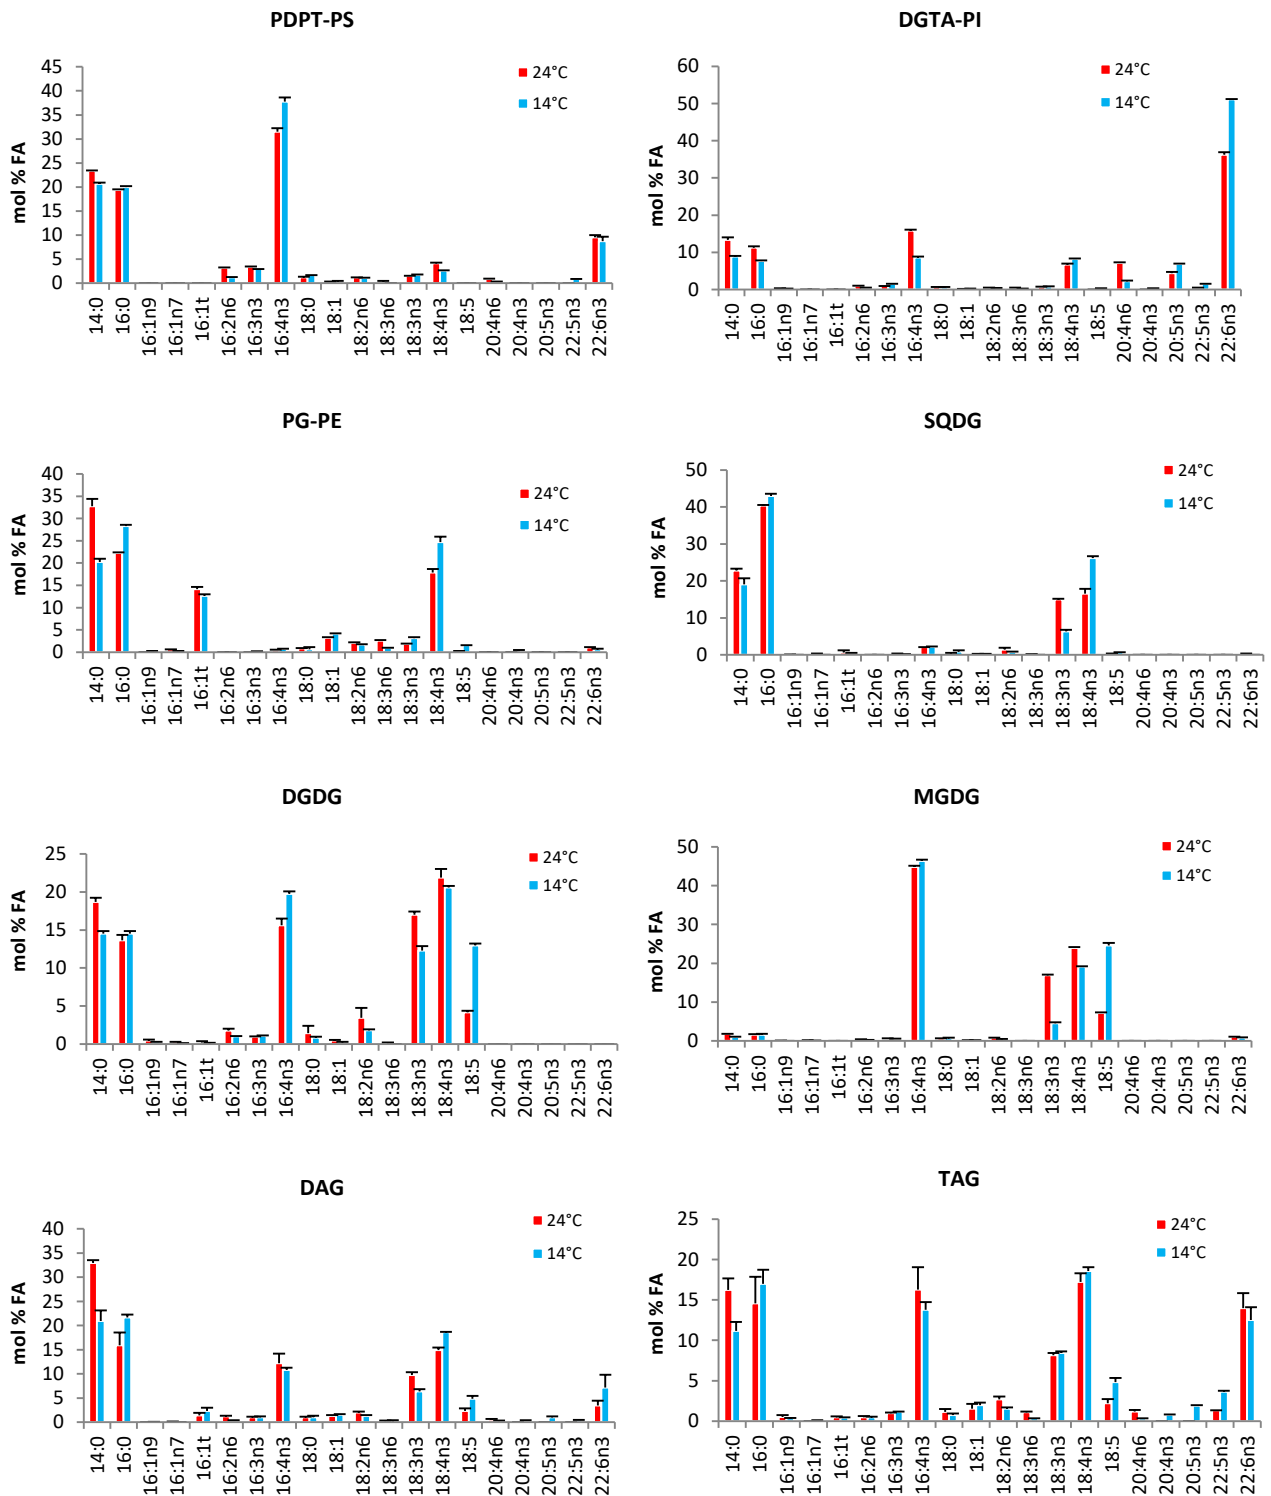 PDPT-PS
45
40
35
30
25
20
15
10
5
0
mol % FA
24°C
14°C
14:0
16:0
16:1n9
16:1n7
16:1t
16:2n6
16:3n3
16:4n3
18:0
18:1
18:2n6
18:3n6
18:3n3
18:4n3
18:5
20:4n6
20:4n3
20:5n3
22:5n3
22:6n3
DGTA-PI
60
50
40
30
20
10
0
mol % FA
24°C
14°C
14:0
16:0
16:1n9
16:1n7
16:1t
16:2n6
16:3n3
16:4n3
18:0
18:1
18:2n6
18:3n6
18:3n3
18:4n3
18:5
20:4n6
20:4n3
20:5n3
22:5n3
22:6n3
PG-PE
40
35
30
25
20
15
10
5
0
mol % FA
24°C
14°C
14:0
16:0
16:1n9
16:1n7
16:1t
16:2n6
16:3n3
16:4n3
18:0
18:1
18:2n6
18:3n6
18:3n3
18:4n3
18:5
20:4n6
20:4n3
20:5n3
22:5n3
22:6n3
SQDG
50
40
30
20
10
0
mol % FA
24°C
14°C
14:0
16:0
16:1n9
16:1n7
16:1t
16:2n6
16:3n3
16:4n3
18:0
18:1
18:2n6
18:3n6
18:3n3
18:4n3
18:5
20:4n6
20:4n3
20:5n3
22:5n3
22:6n3
DGDG
25
20
15
10
5
0
mol % FA
24°C
14°C
14:0
16:0
16:1n9
16:1n7
16:1t
16:2n6
16:3n3
16:4n3
18:0
18:1
18:2n6
18:3n6
18:3n3
18:4n3
18:5
20:4n6
20:4n3
20:5n3
22:5n3
22:6n3
MGDG
50
40
30
20
10
0
mol % FA
24°C
14°C
14:0
16:0
16:1n9
16:1n7
16:1t
16:2n6
16:3n3
16:4n3
18:0
18:1
18:2n6
18:3n6
18:3n3
18:4n3
18:5
20:4n6
20:4n3
20:5n3
22:5n3
22:6n3
DAG
40
35
30
25
20
15
10
5
0
mol % FA
24°C
14°C
14:0
16:0
16:1n9
16:1n7
16:1t
16:2n6
16:3n3
16:4n3
18:0
18:1
18:2n6
18:3n6
18:3n3
18:4n3
18:5
20:4n6
20:4n3
20:5n3
22:5n3
22:6n3
TAG
25
20
15
10
5
0
mol % FA
24°C
14°C
14:0
16:0
16:1n9
16:1n7
16:1t
16:2n6
16:3n3
16:4n3
18:0
18:1
18:2n6
18:3n6
18:3n3
18:4n3
18:5
20:4n6
20:4n3
20:5n3
22:5n3
22:6n3